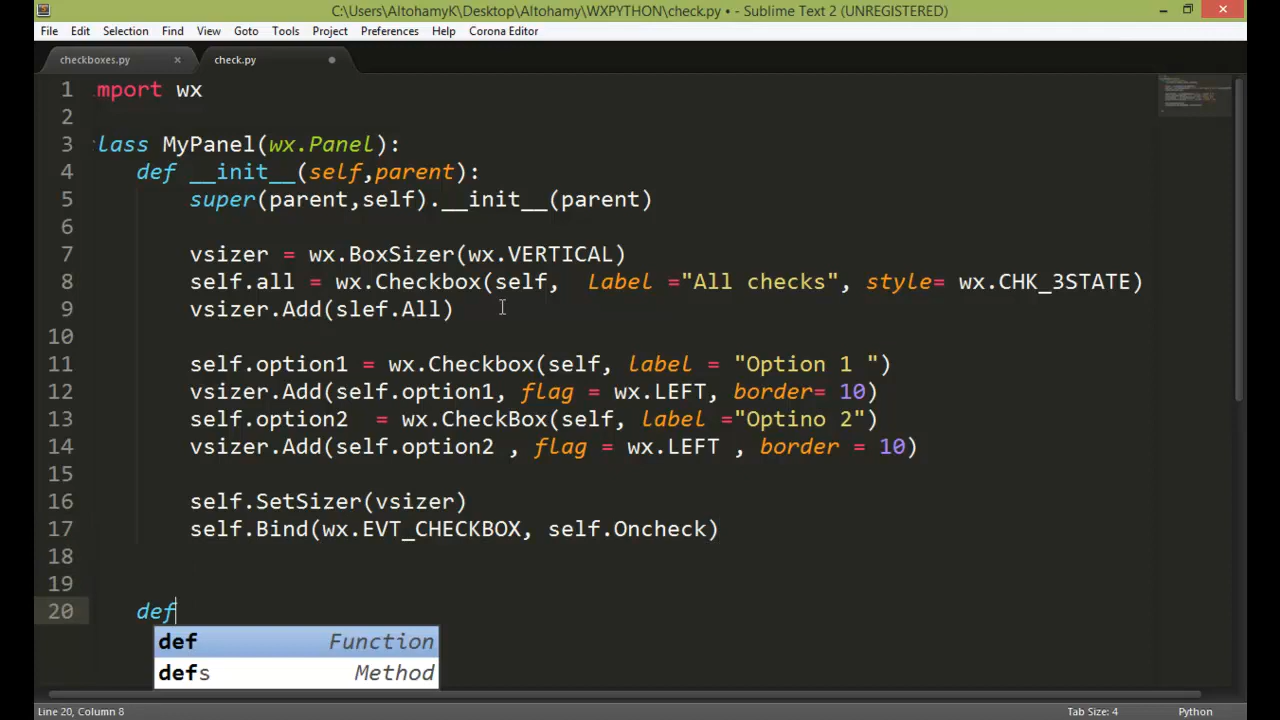 C:\Users\AltohamyK\Desktop\Altohamy\WXPYTHON\check.py • - Sublime Text 2 (UNREGISTERED)
File Edit Selection Find View Goto Tools Project Preferences Help Corona Editor
checkboxes.py × check.py
1 mport wx
2
3 lass MyPanel(wx.Panel):
4 def __init__(self,parent):
5 super(parent,self).__init__(parent)
6
7 vsizer = wx.BoxSizer(wx.VERTICAL)
8 self.all = wx.Checkbox(self,  Label ="All checks", style= wx.CHK_3STATE)
9 vsizer.Add(slef.All)
10
11 self.option1 = wx.Checkbox(self, label = "Option 1 ")
12 vsizer.Add(self.option1, flag = wx.LEFT, border= 10)
13 self.option2  = wx.CheckBox(self, label ="Optino 2")
14 vsizer.Add(self.option2 , flag = wx.LEFT , border = 10)
15
16 self.SetSizer(vsizer)
17 self.Bind(wx.EVT_CHECKBOX, self.Oncheck)
18
19
20 def
def Function
defs Method
Line 20, Column 8 Tab Size: 4 Python